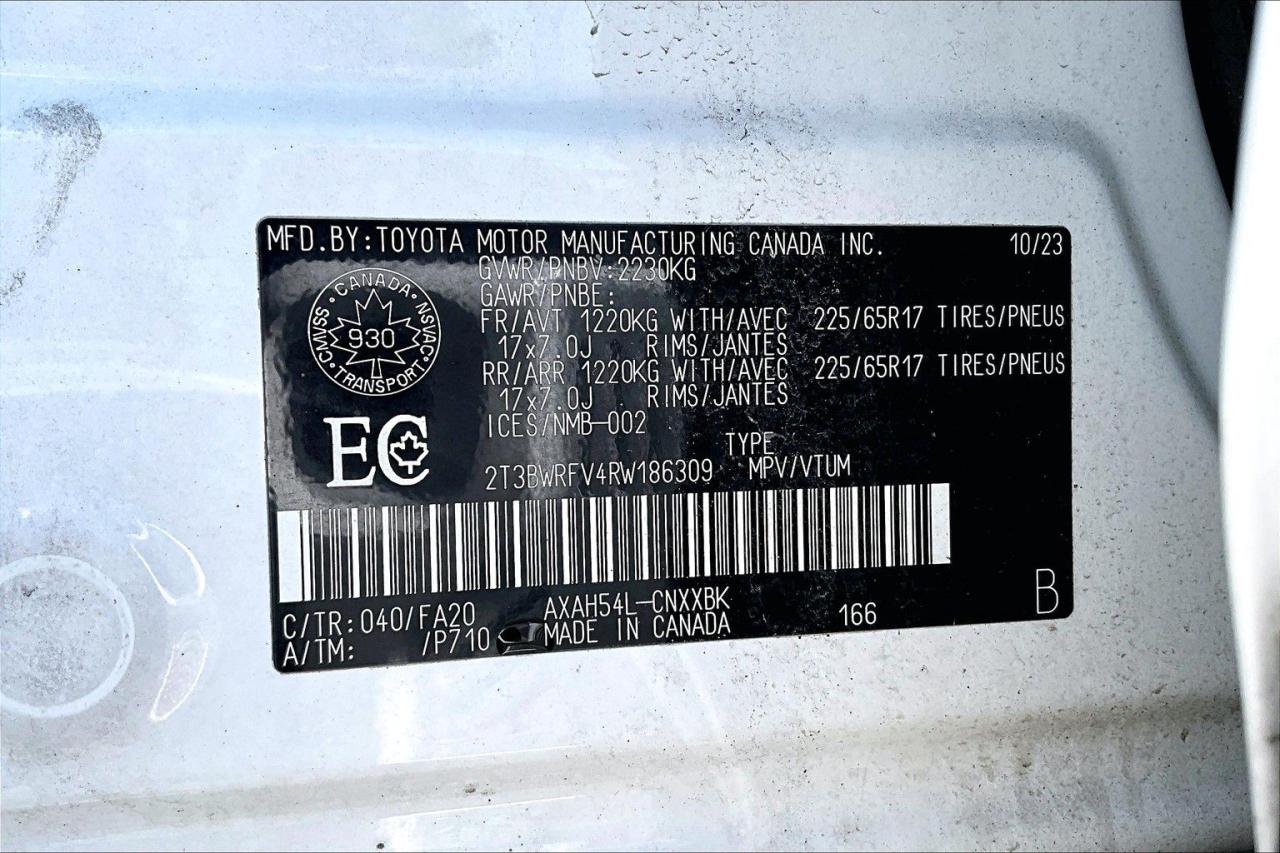 MFD.BY:TOYOTA MOTOR MANUFACTURING CANADA INC. 10/23
GVWR/PNBV:2230KG
GAWR/PNBE:
FR/AVT 1220KG WITH/AVEC 225/65R17 TIRES/PNEUS
17x7.0J RIMS/JANTES
RR/ARR 1220KG WITH/AVEC 225/65R17 TIRES/PNEUS
17x7.0J RIMS/JANTES
ICES/NMB-002
CANADA·NSVAC·TRANSPORT·CMVSS·
930
EC
TYPE
2T3BWRFV4RW186309 MPV/VTUM
C/TR:040/FA20 AXAH54L-CNXXBK 166 B
A/TM: /P710 MADE IN CANADA